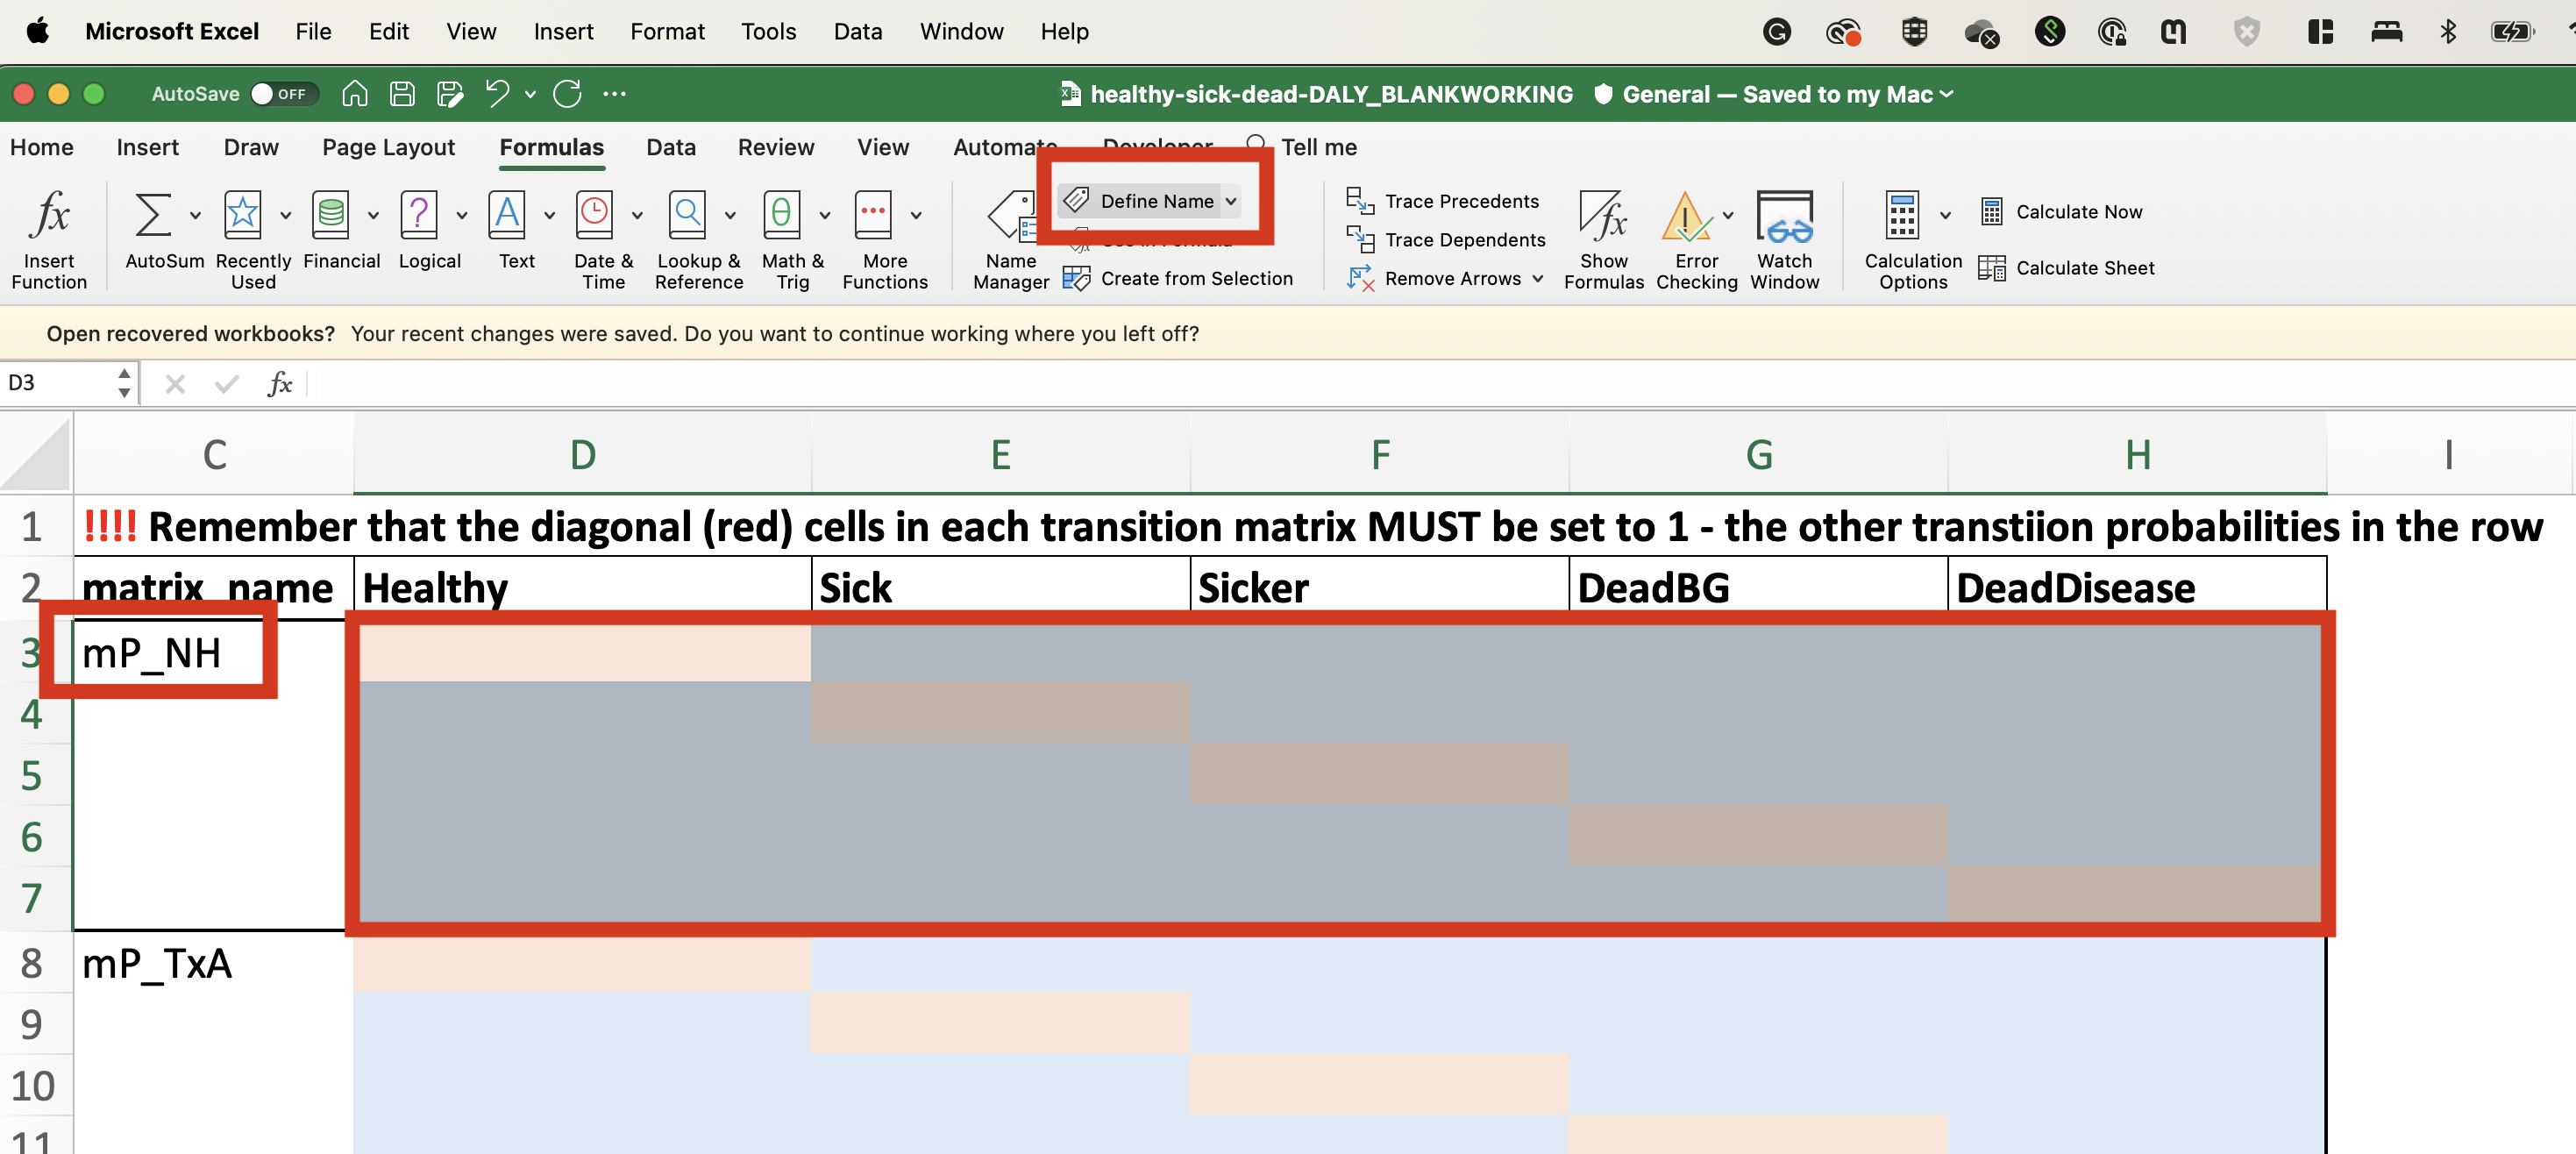 Microsoft Excel File Edit View Insert Format Tools Data Window Help
AutoSave OFF healthy-sick-dead-DALY_BLANKWORKING General — Saved to my Mac
Home Insert Draw Page Layout Formulas Data Review View Automate Developer Tell me
Insert Function AutoSum Recently Used Financial Logical Text Date & Time Lookup & Reference Math & Trig More Functions Name Manager
Define Name
Use in Formula
Create from Selection
Trace Precedents
Trace Dependents
Remove Arrows
Show Formulas Error Checking Watch Window Calculation Options
Calculate Now
Calculate Sheet
Open recovered workbooks? Your recent changes were saved. Do you want to continue working where you left off?
D3 fx
C D E F G H I
1 !!!! Remember that the diagonal (red) cells in each transition matrix MUST be set to 1 - the other transtiion probabilities in the row
2 matrix_name Healthy Sick Sicker DeadBG DeadDisease
3 mP_NH
4
5
6
7
8 mP_TxA
9
10
11